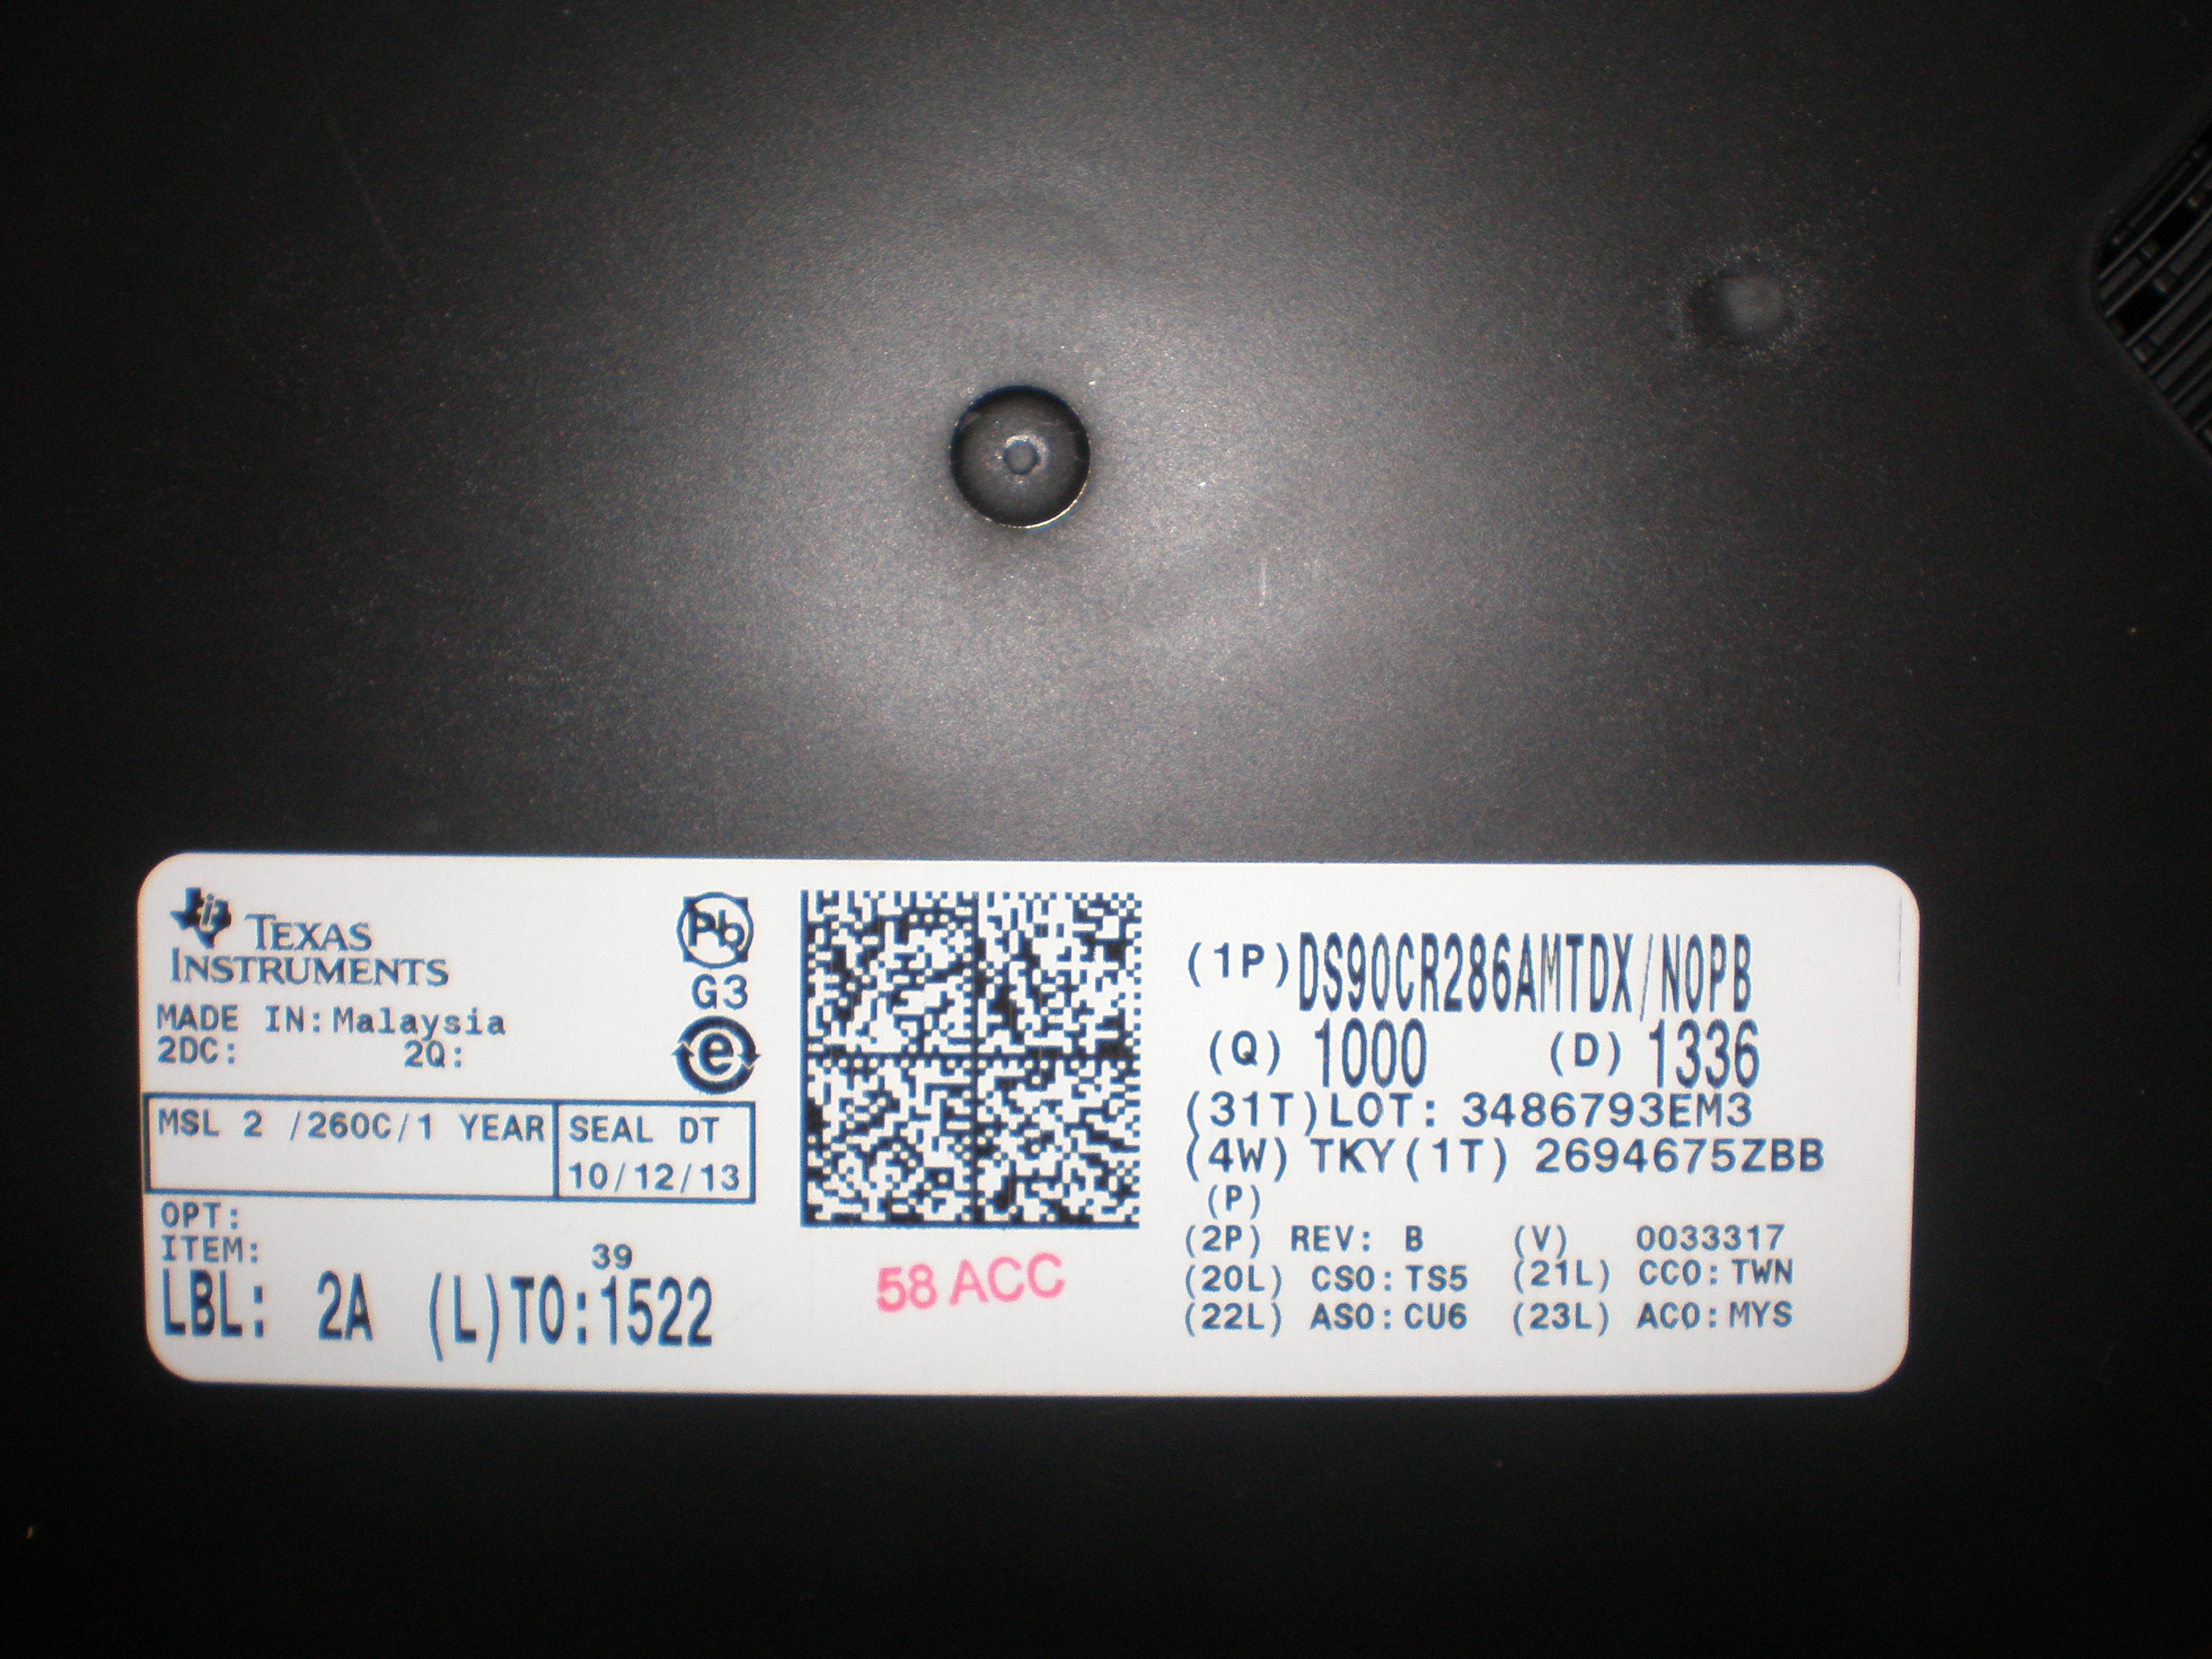 TEXAS
INSTRUMENTS
MADE IN:Malaysia
2DC: 2Q:
Pb
G3
e
MSL 2 /260C/1 YEAR
SEAL DT
10/12/13
OPT:
ITEM:
39
LBL: 2A (L)TO:1522
58 ACC
(1P)DS90CR286AMTDX/NOPB
(Q) 1000 (D) 1336
(31T)LOT: 3486793EM3
(4W) TKY(1T) 2694675ZBB
(P)
(2P) REV: B (V) 0033317
(20L) CSO:TS5 (21L) CCO:TWN
(22L) ASO:CU6 (23L) ACO:MYS